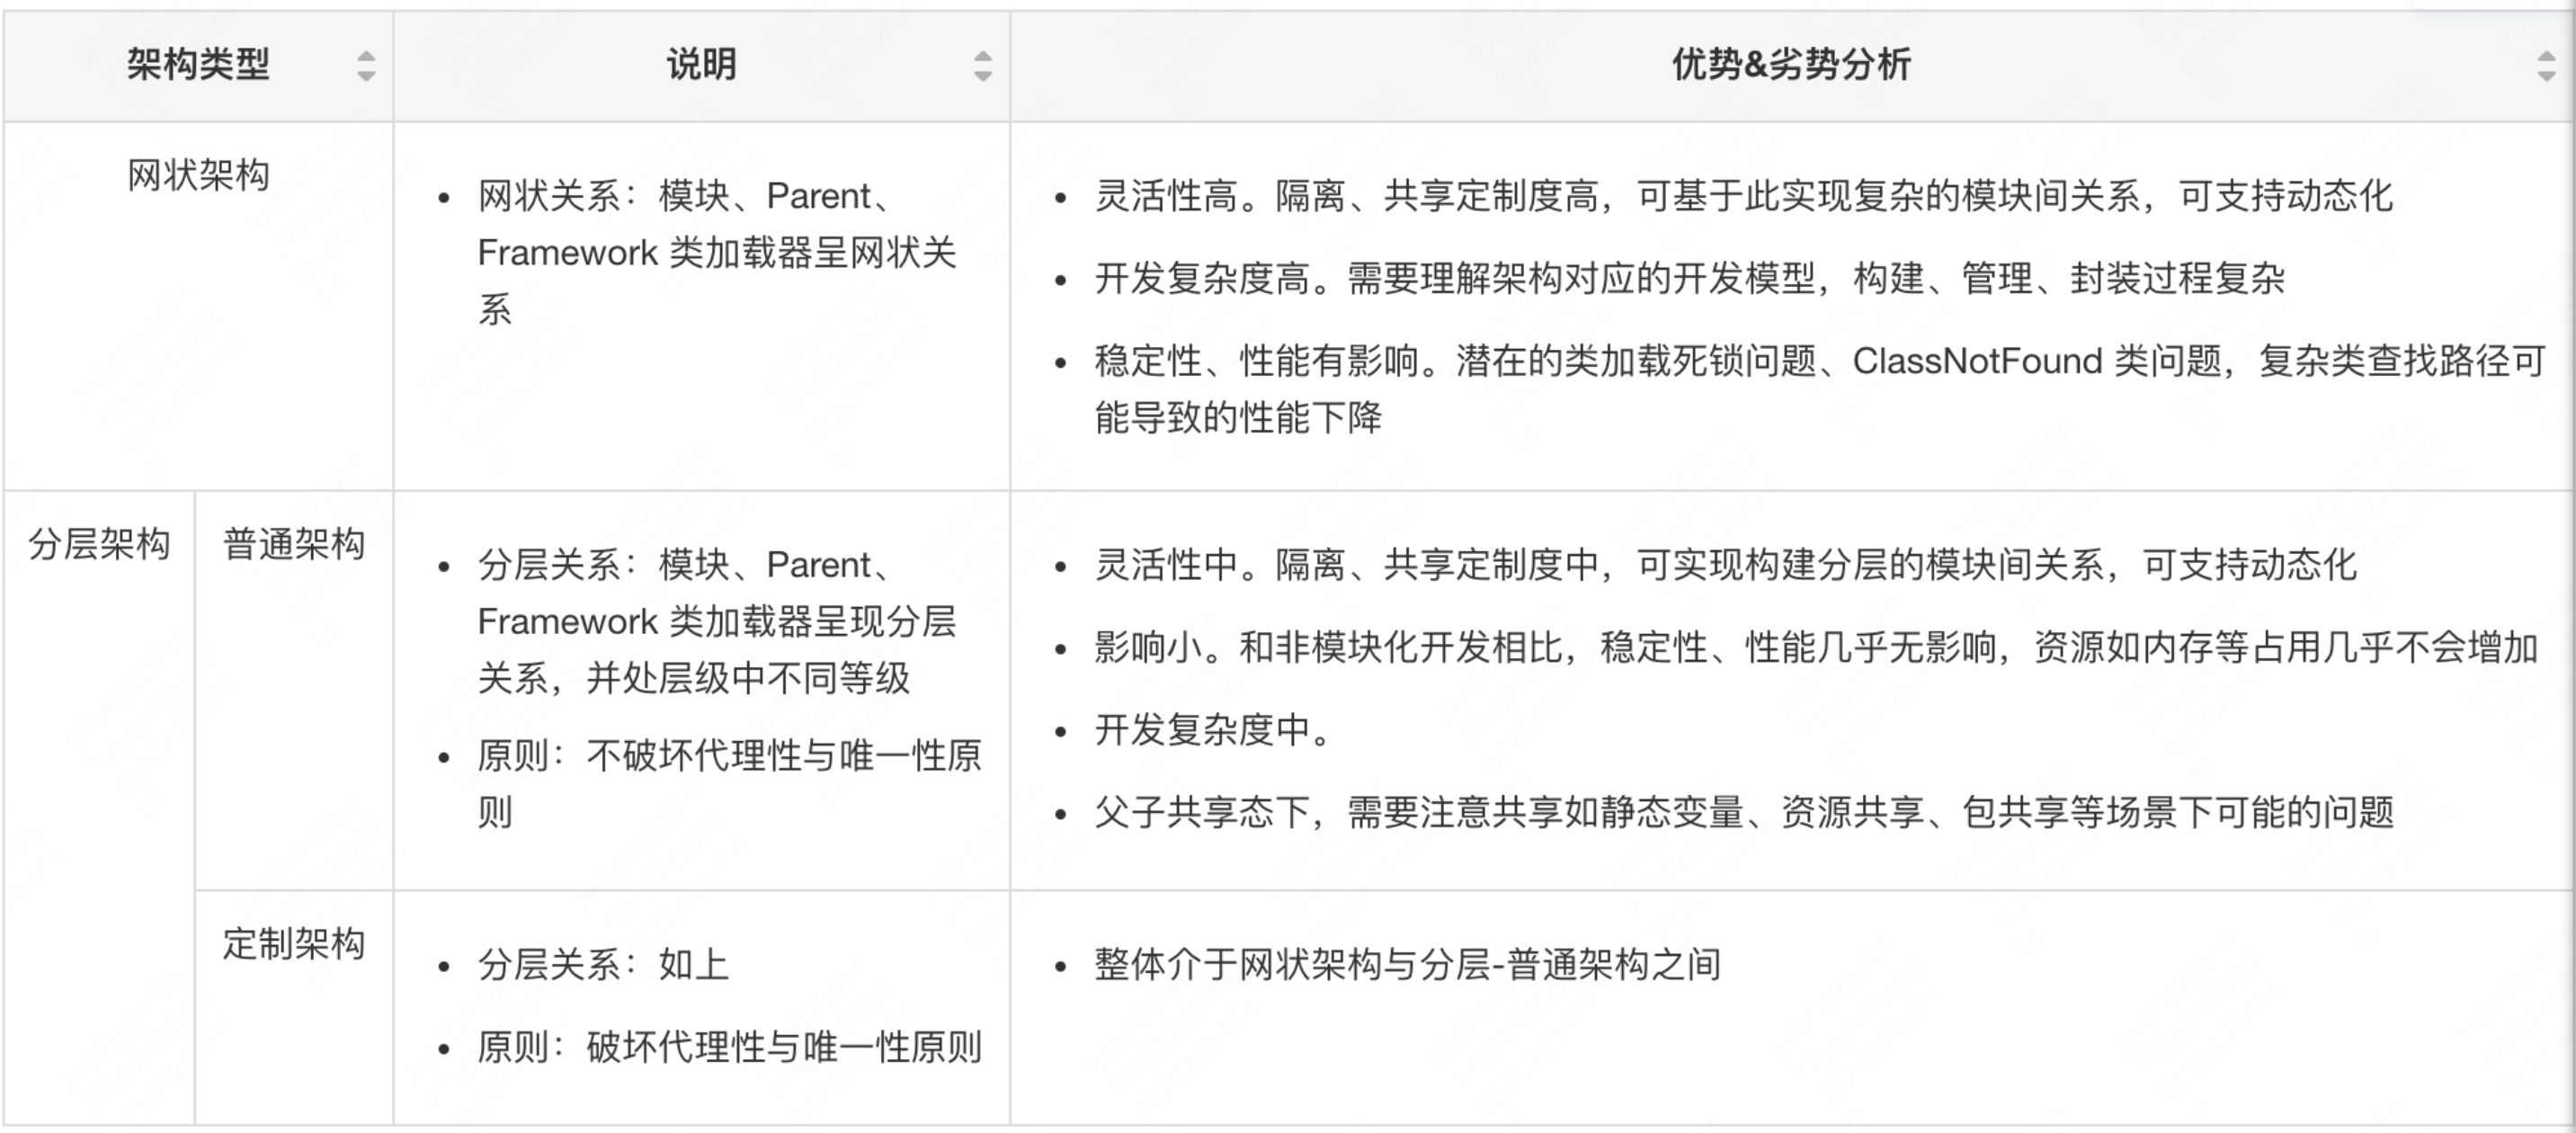 架构类型
说明
优势&劣势分析
网状架构
网状关系：模块、Parent、
Framework 类加载器呈网状关
系
灵活性高。隔离、共享定制度高，可基于此实现复杂的模块间关系，可支持动态化
开发复杂度高。需要理解架构对应的开发模型，构建、管理、封装过程复杂
稳定性、性能有影响。潜在的类加载死锁问题、ClassNotFound 类问题，复杂类查找路径可
能导致的性能下降
分层架构
普通架构
分层关系：模块、Parent、
Framework 类加载器呈现分层
关系，并处层级中不同等级
原则：不破坏代理性与唯一性原
则
灵活性中。隔离、共享定制度中，可实现构建分层的模块间关系，可支持动态化
影响小。和非模块化开发相比，稳定性、性能几乎无影响，资源如内存等占用几乎不会增加
开发复杂度中。
父子共享态下，需要注意共享如静态变量、资源共享、包共享等场景下可能的问题
定制架构
分层关系：如上
原则：破坏代理性与唯一性原则
整体介于网状架构与分层-普通架构之间